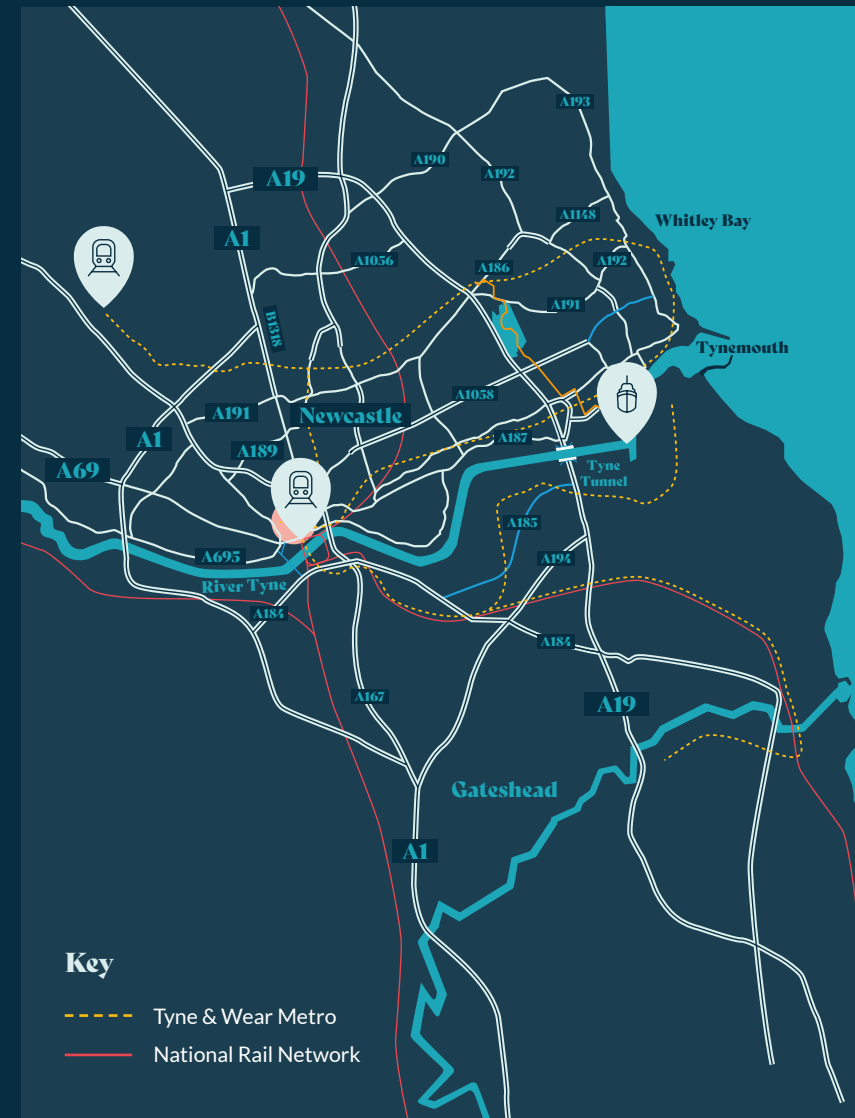 A193
A190
A192
A19
A1148
Whitley Bay
A1
A1056
A192
A186
A191
B1318
Tynemouth
A1058
A191
Newcastle
A1
A189
A187
A69
Tyne
Tunnel
A185
A695
A194
River Tyne
A184
A184
A167
A19
Gateshead
A1
Key
Tyne & Wear Metro
National Rail Network